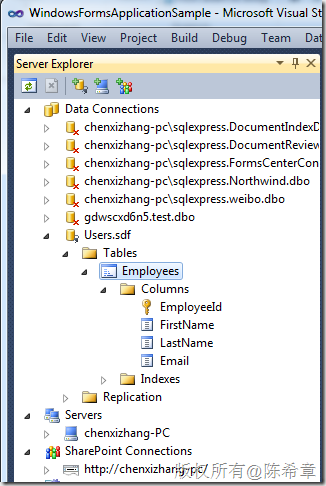 WindowsFormsApplicationSample - Microsoft Visual St
File Edit View Project Build Debug Team Data
Server Explorer
Data Connections
chenxizhang-pc\sqlexpress.DocumentIndexD
chenxizhang-pc\sqlexpress.DocumentReview
chenxizhang-pc\sqlexpress.FormsCenterCon
chenxizhang-pc\sqlexpress.Northwind.dbo
chenxizhang-pc\sqlexpress.weibo.dbo
gdwscxd6n5.test.dbo
Users.sdf
Tables
Employees
Columns
EmployeeId
FirstName
LastName
Email
Indexes
Replication
Servers
chenxizhang-PC
SharePoint Connections
http://chenxizhang-pc/
版权所有@陈希章